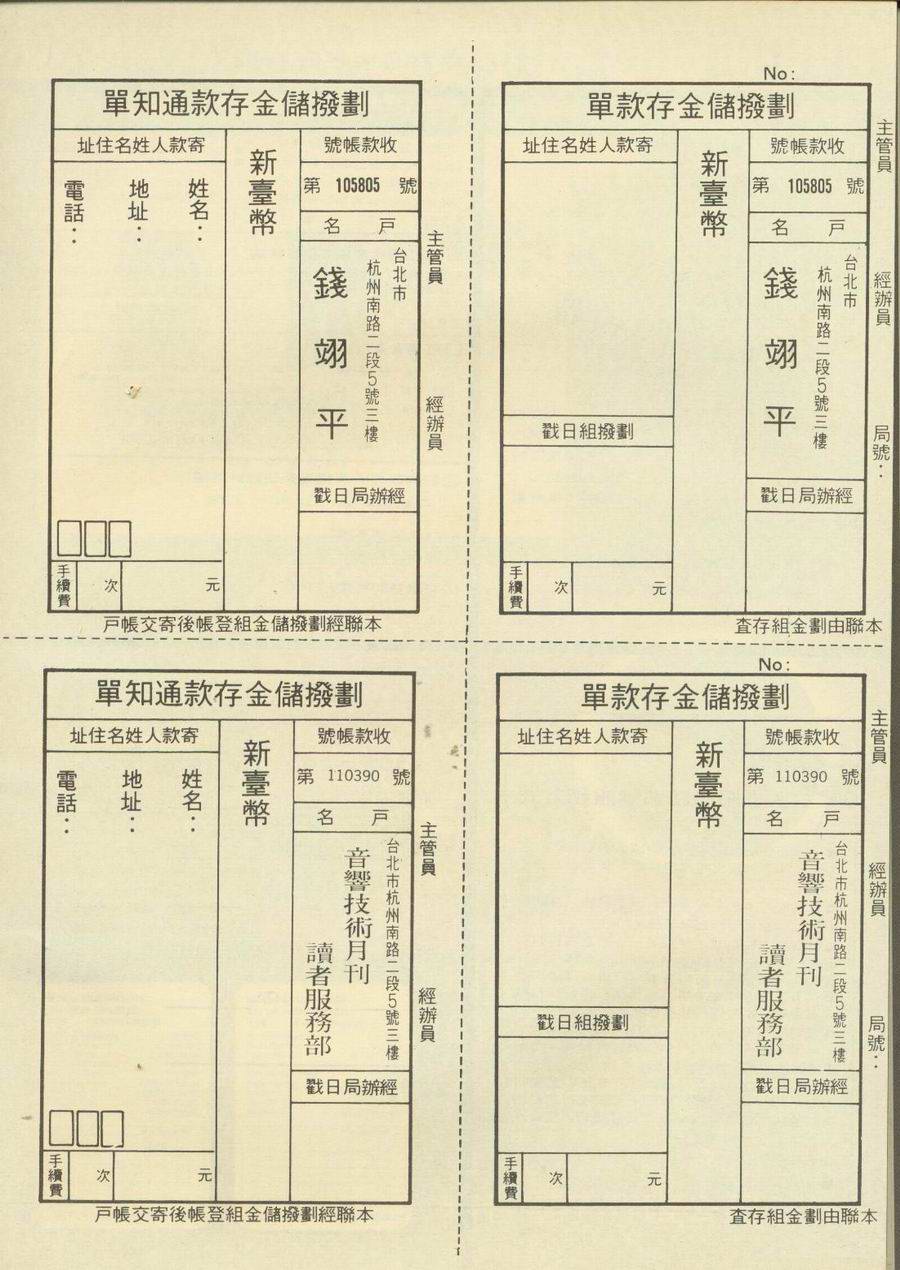 No:
劃撥儲金存款單
收款帳號
第 105805 號
戶 名
台北市
杭州南路二段5號三樓
錢翊平
經辦局日戳
新臺幣
寄款人姓名住址
劃撥組日戳
手續費
次
元
主管員
經辦員
局號：
本聯由劃金組存查
劃撥儲金存款通知單
收款帳號
第 105805 號
戶 名
台北市
杭州南路二段5號三樓
錢翊平
經辦局日戳
新臺幣
寄款人姓名住址
姓名：
地址：
電話：
手續費
次
元
主管員
經辦員
本聯經劃撥儲金組登帳後寄交帳戶
No:
劃撥儲金存款單
收款帳號
第 110390 號
戶 名
台北市杭州南路二段5號三樓
音響技術月刊
讀者服務部
經辦局日戳
新臺幣
寄款人姓名住址
劃撥組日戳
手續費
次
元
主管員
經辦員
局號：
本聯由劃金組存查
劃撥儲金存款通知單
收款帳號
第 110390 號
戶 名
台北市杭州南路二段5號三樓
音響技術月刊
讀者服務部
經辦局日戳
新臺幣
寄款人姓名住址
姓名：
地址：
電話：
手續費
次
元
主管員
經辦員
本聯經劃撥儲金組登帳後寄交帳戶